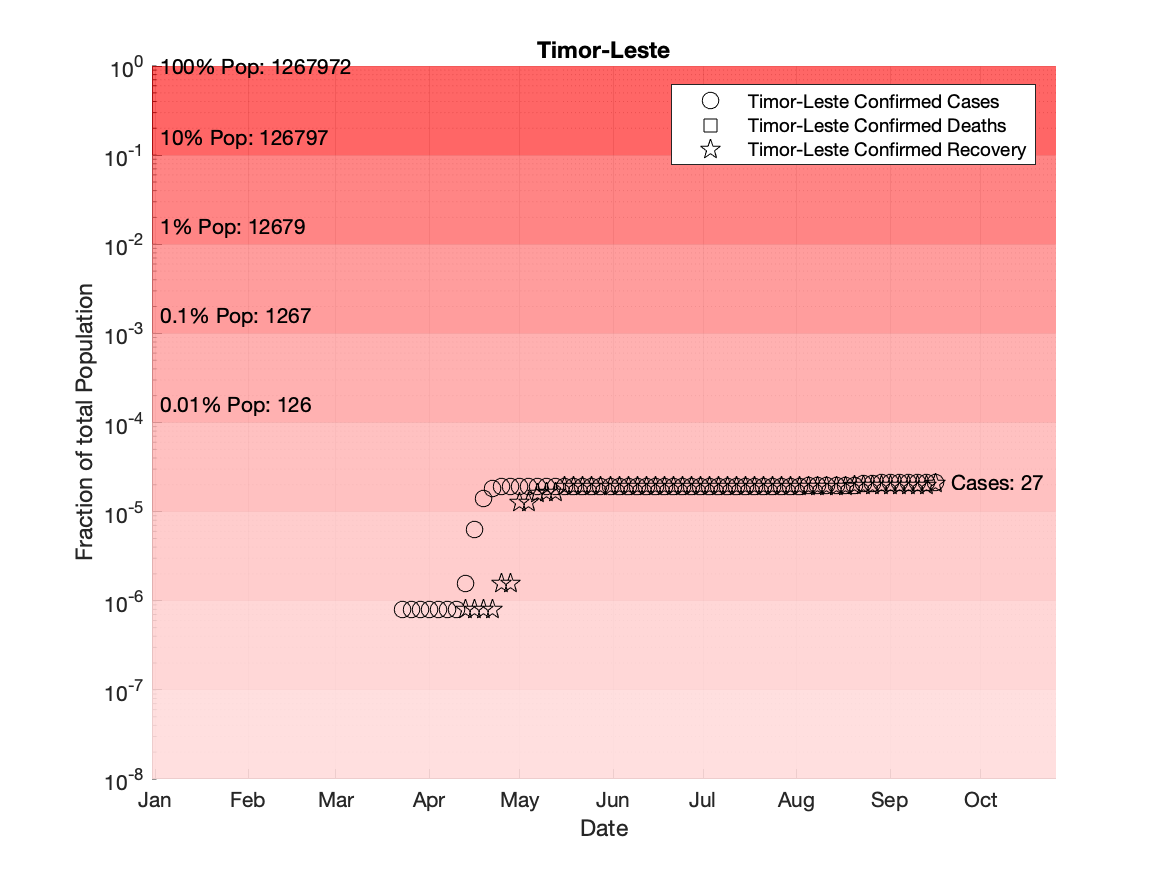 Timor-Leste
10^0
100% Pop: 1267972
Timor-Leste Confirmed Cases
Timor-Leste Confirmed Deaths
Timor-Leste Confirmed Recovery
10% Pop: 126797
10^-1
1% Pop: 12679
10^-2
0.1% Pop: 1267
10^-3
0.01% Pop: 126
10^-4
Cases: 27
10^-5
10^-6
10^-7
10^-8
Fraction of total Population
Jan Feb Mar Apr May Jun Jul Aug Sep Oct
Date